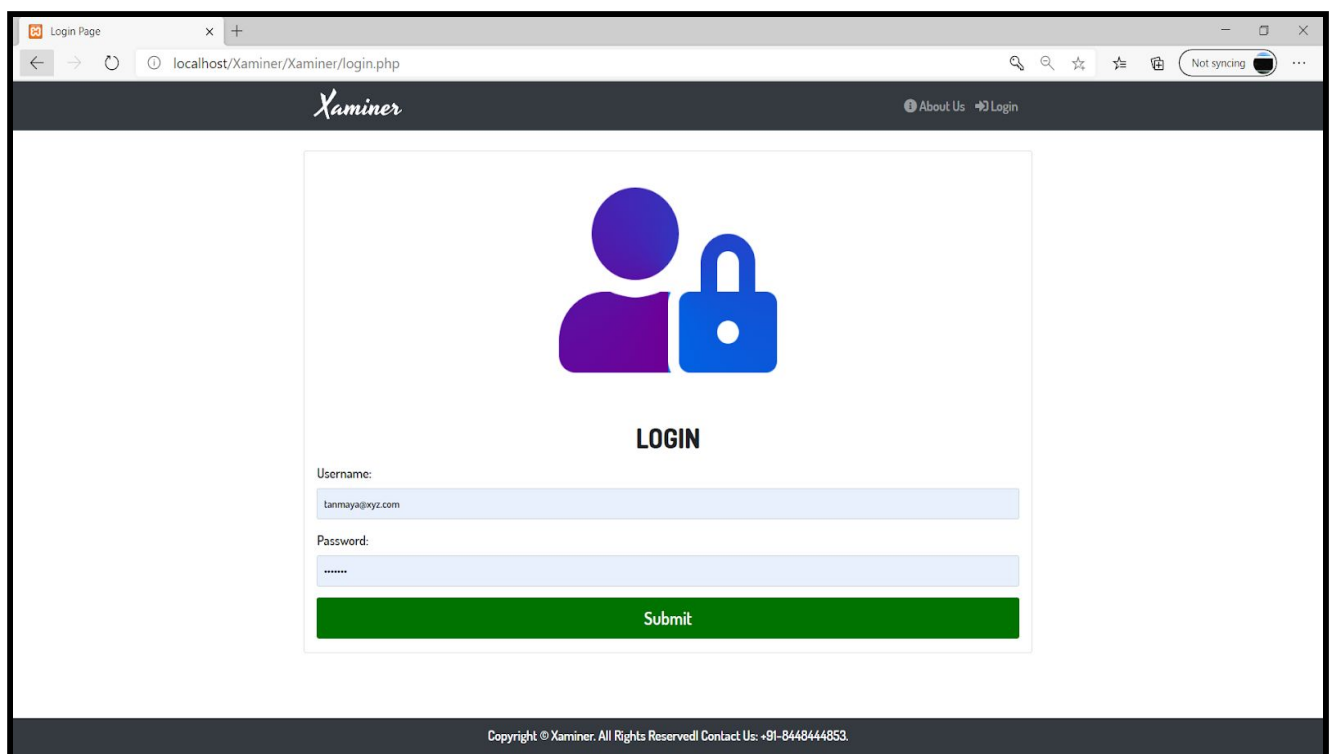 Login Page
localhost/Xaminer/Xaminer/login.php
Not syncing
Xaminer
About Us Login
LOGIN
Username:
tanmaya@xyz.com
Password:
Submit
Copyright © Xaminer. All Rights Reserved| Contact Us: +91-8448444853.